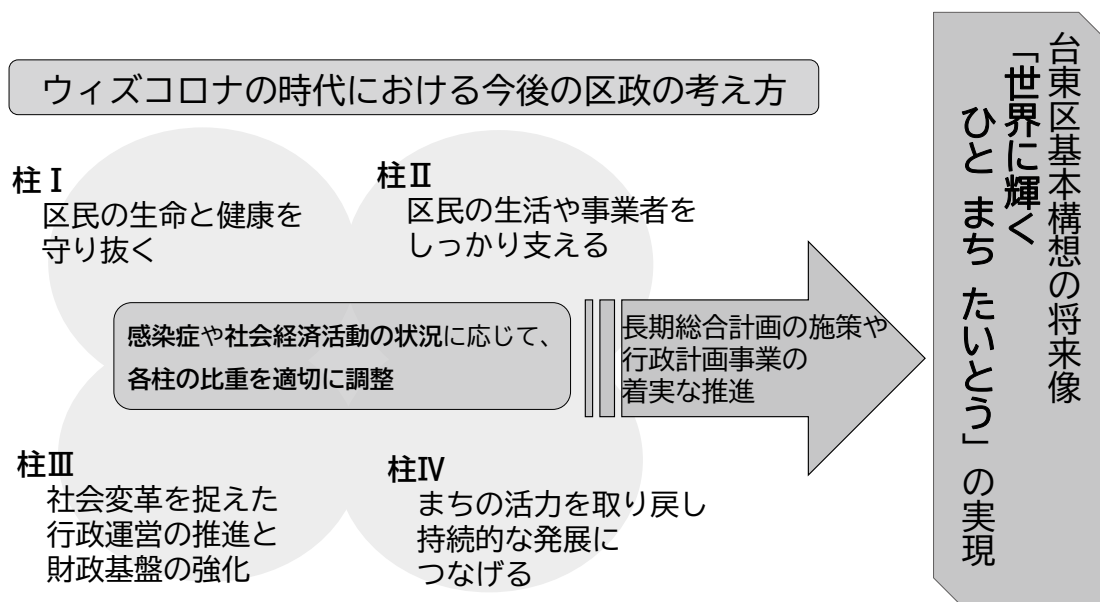 ウィズコロナの時代における今後の区政の考え方
柱Ⅰ
区民の生命と健康を
守り抜く
柱Ⅱ
区民の生活や事業者を
しっかり支える
感染症や社会経済活動の状況に応じて、
各柱の比重を適切に調整
柱Ⅲ
社会変革を捉えた
行政運営の推進と
財政基盤の強化
柱Ⅳ
まちの活力を取り戻し
持続的な発展に
つなげる
長期総合計画の施策や
行政計画事業の
着実な推進
台東区基本構想の将来像
「世界に輝く
ひと まち たいとう」の実現